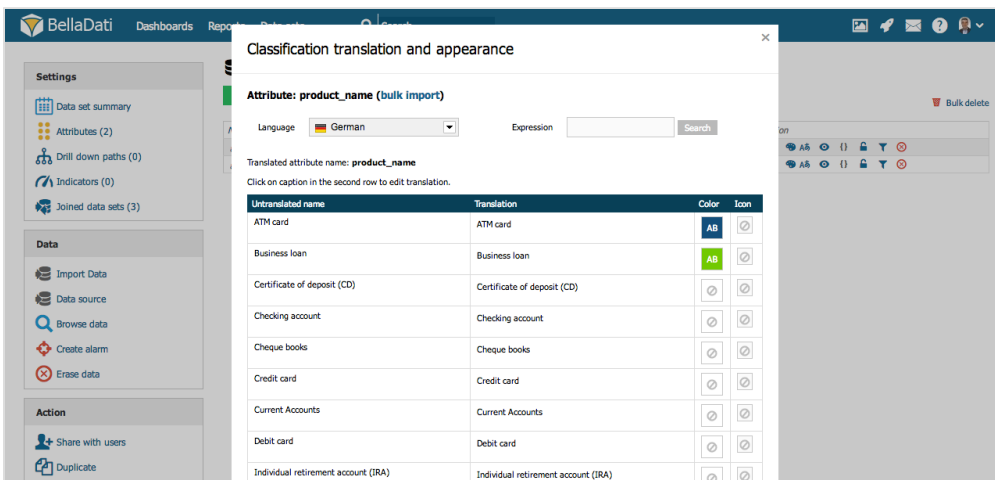 BellaDati Dashboards
Classification translation and appearance
Settings
Data set summary
Attributes (2)
Drill down paths (0)
Indicators (0)
Joined data sets (3)
Data
Import Data
Data source
Browse data
Create alarm
Erase data
Action
Share with users
Duplicate
Attribute: product_name (bulk import)
Language German Expression Search
Translated attribute name: product_name
Click on caption in the second row to edit translation.
Untranslated name Translation Color Icon
ATM card ATM card AB
Business loan Business loan AB
Certificate of deposit (CD) Certificate of deposit (CD)
Checking account Checking account
Cheque books Cheque books
Credit card Credit card
Current Accounts Current Accounts
Debit card Debit card
Individual retirement account (IRA) Individual retirement account (IRA)
Bulk delete